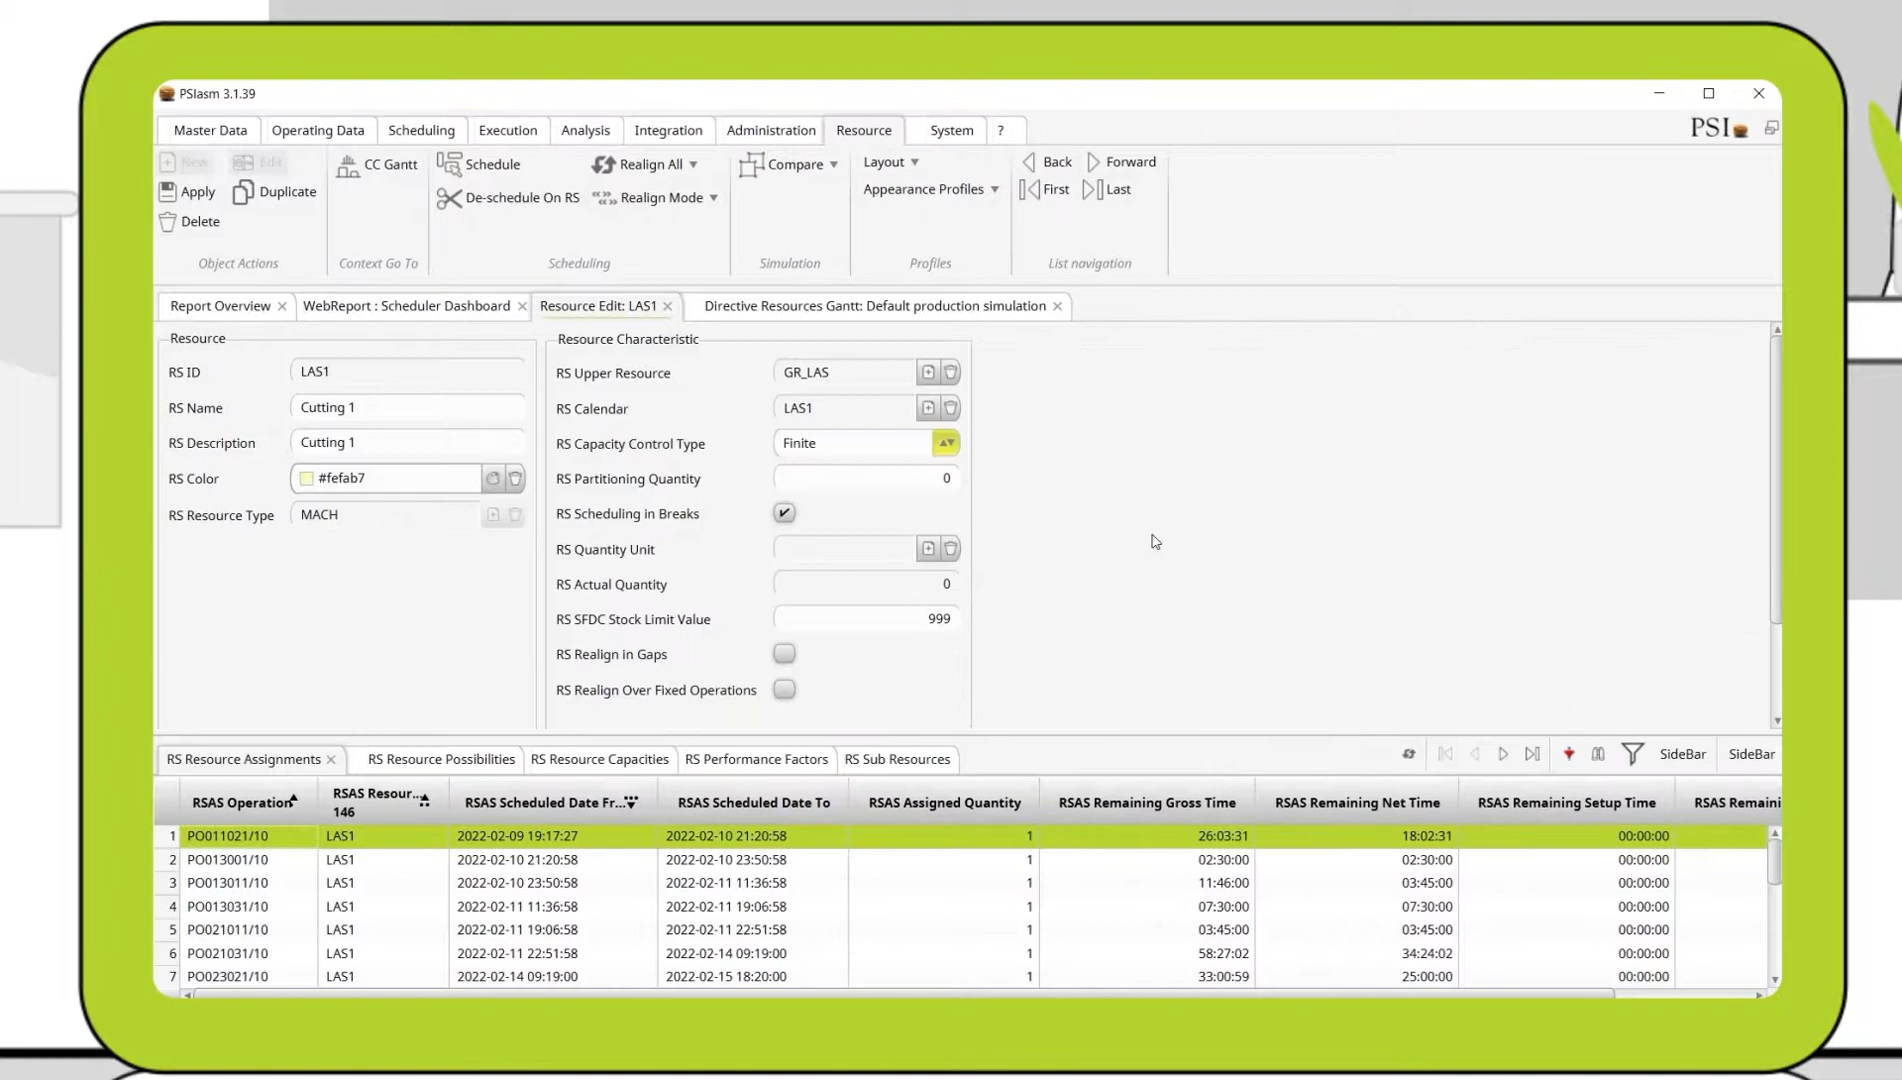 PSIasm 3.1.39
Master Data Operating Data Scheduling Execution Analysis Integration Administration Resource System ?
PSI
New Edit CC Gantt Schedule Realign All Compare Layout Back Forward
Apply Duplicate De-schedule On RS Realign Mode Appearance Profiles First Last
Delete
Object Actions Context Go To Scheduling Simulation Profiles List navigation
Report Overview WebReport : Scheduler Dashboard Resource Edit: LAS1 Directive Resources Gantt: Default production simulation
Resource
RS ID LAS1
RS Name Cutting 1
RS Description Cutting 1
RS Color #fefab7
RS Resource Type MACH
Resource Characteristic
RS Upper Resource GR_LAS
RS Calendar LAS1
RS Capacity Control Type Finite
RS Partitioning Quantity 0
RS Scheduling in Breaks
RS Quantity Unit
RS Actual Quantity 0
RS SFDC Stock Limit Value 999
RS Realign in Gaps
RS Realign Over Fixed Operations
RS Resource Assignments RS Resource Possibilities RS Resource Capacities RS Performance Factors RS Sub Resources SideBar SideBar
RSAS Operation RSAS Resour... 146 RSAS Scheduled Date Fr... RSAS Scheduled Date To RSAS Assigned Quantity RSAS Remaining Gross Time RSAS Remaining Net Time RSAS Remaining Setup Time RSAS Remaini
1 PO011021/10 LAS1 2022-02-09 19:17:27 2022-02-10 21:20:58 1 26:03:31 18:02:31 00:00:00
2 PO013001/10 LAS1 2022-02-10 21:20:58 2022-02-10 23:50:58 1 02:30:00 02:30:00 00:00:00
3 PO013011/10 LAS1 2022-02-10 23:50:58 2022-02-11 11:36:58 1 11:46:00 03:45:00 00:00:00
4 PO013031/10 LAS1 2022-02-11 11:36:58 2022-02-11 19:06:58 1 07:30:00 07:30:00 00:00:00
5 PO021011/10 LAS1 2022-02-11 19:06:58 2022-02-11 22:51:58 1 03:45:00 03:45:00 00:00:00
6 PO021031/10 LAS1 2022-02-11 22:51:58 2022-02-14 09:19:00 1 58:27:02 34:24:02 00:00:00
7 PO023021/10 LAS1 2022-02-14 09:19:00 2022-02-15 18:20:00 1 33:00:59 25:00:00 00:00:00